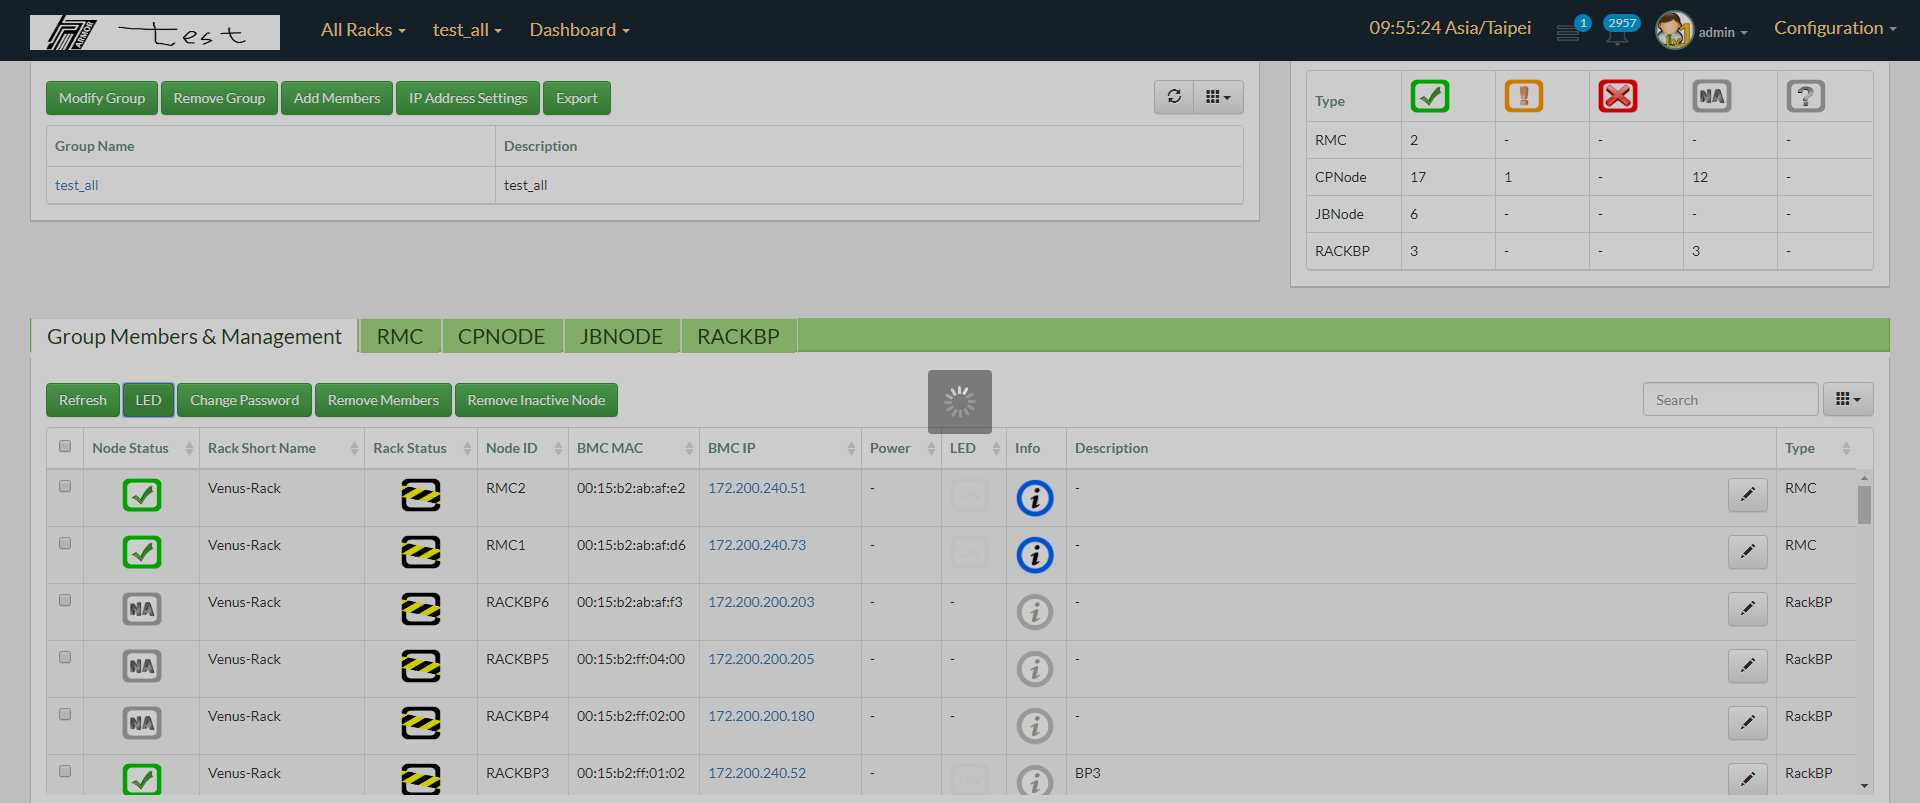 ARMOR test All Racks test_all Dashboard 09:55:24 Asia/Taipei 1 2957 admin Configuration
Modify Group Remove Group Add Members IP Address Settings Export
Group Name Description
test_all test_all
Type ! NA ?
RMC 2 - - - -
CPNode 17 1 - 12 -
JBNode 6 - - - -
RACKBP 3 - - 3 -
Group Members & Management RMC CPNODE JBNODE RACKBP
Refresh LED Change Password Remove Members Remove Inactive Node Search
Node Status Rack Short Name Rack Status Node ID BMC MAC BMC IP Power LED Info Description Type
Venus-Rack RMC2 00:15:b2:ab:af:e2 172.200.240.51 - ON i - RMC
Venus-Rack RMC1 00:15:b2:ab:af:d6 172.200.240.73 - ON i - RMC
NA Venus-Rack RACKBP6 00:15:b2:ab:af:f3 172.200.200.203 - - i - RackBP
NA Venus-Rack RACKBP5 00:15:b2:ff:04:00 172.200.200.205 - - i - RackBP
NA Venus-Rack RACKBP4 00:15:b2:ff:02:00 172.200.200.180 - - i - RackBP
Venus-Rack RACKBP3 00:15:b2:ff:01:02 172.200.240.52 - ON i BP3 RackBP